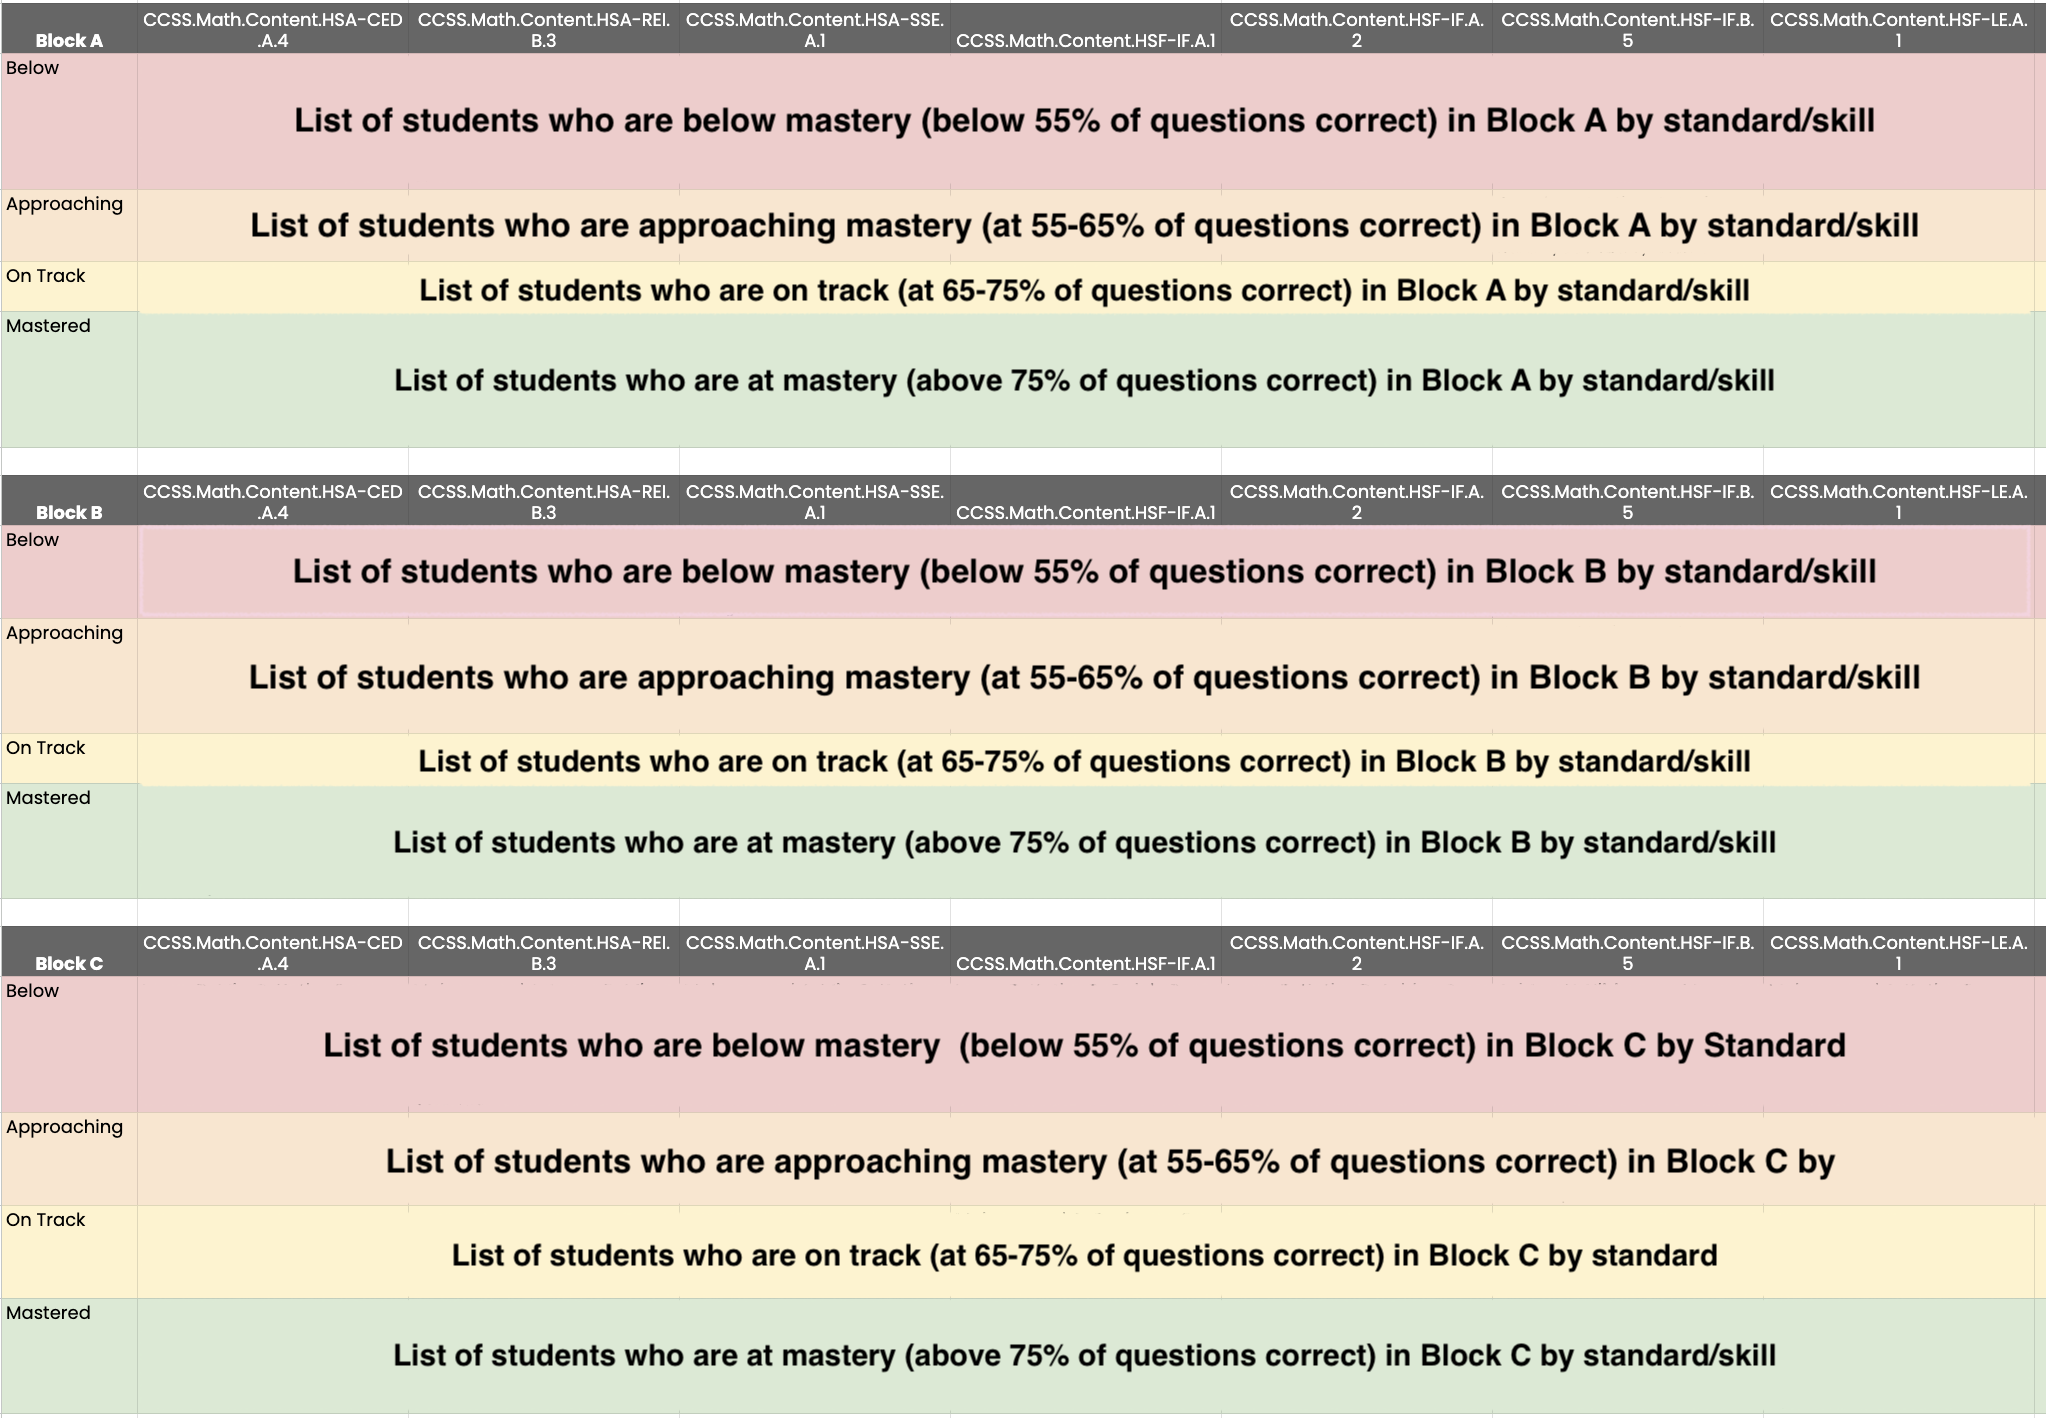 Block A CCSS.Math.Content.HSA-CED.A.4 CCSS.Math.Content.HSA-REI.B.3 CCSS.Math.Content.HSA-SSE.A.1 CCSS.Math.Content.HSF-IF.A.1 CCSS.Math.Content.HSF-IF.A.2 CCSS.Math.Content.HSF-IF.B.5 CCSS.Math.Content.HSF-LE.A.1
Below
List of students who are below mastery (below 55% of questions correct) in Block A by standard/skill
Approaching
List of students who are approaching mastery (at 55-65% of questions correct) in Block A by standard/skill
On Track
List of students who are on track (at 65-75% of questions correct) in Block A by standard/skill
Mastered
List of students who are at mastery (above 75% of questions correct) in Block A by standard/skill
Block B CCSS.Math.Content.HSA-CED.A.4 CCSS.Math.Content.HSA-REI.B.3 CCSS.Math.Content.HSA-SSE.A.1 CCSS.Math.Content.HSF-IF.A.1 CCSS.Math.Content.HSF-IF.A.2 CCSS.Math.Content.HSF-IF.B.5 CCSS.Math.Content.HSF-LE.A.1
Below
List of students who are below mastery (below 55% of questions correct) in Block B by standard/skill
Approaching
List of students who are approaching mastery (at 55-65% of questions correct) in Block B by standard/skill
On Track
List of students who are on track (at 65-75% of questions correct) in Block B by standard/skill
Mastered
List of students who are at mastery (above 75% of questions correct) in Block B by standard/skill
Block C CCSS.Math.Content.HSA-CED.A.4 CCSS.Math.Content.HSA-REI.B.3 CCSS.Math.Content.HSA-SSE.A.1 CCSS.Math.Content.HSF-IF.A.1 CCSS.Math.Content.HSF-IF.A.2 CCSS.Math.Content.HSF-IF.B.5 CCSS.Math.Content.HSF-LE.A.1
Below
List of students who are below mastery (below 55% of questions correct) in Block C by Standard
Approaching
List of students who are approaching mastery (at 55-65% of questions correct) in Block C by
On Track
List of students who are on track (at 65-75% of questions correct) in Block C by standard
Mastered
List of students who are at mastery (above 75% of questions correct) in Block C by standard/skill